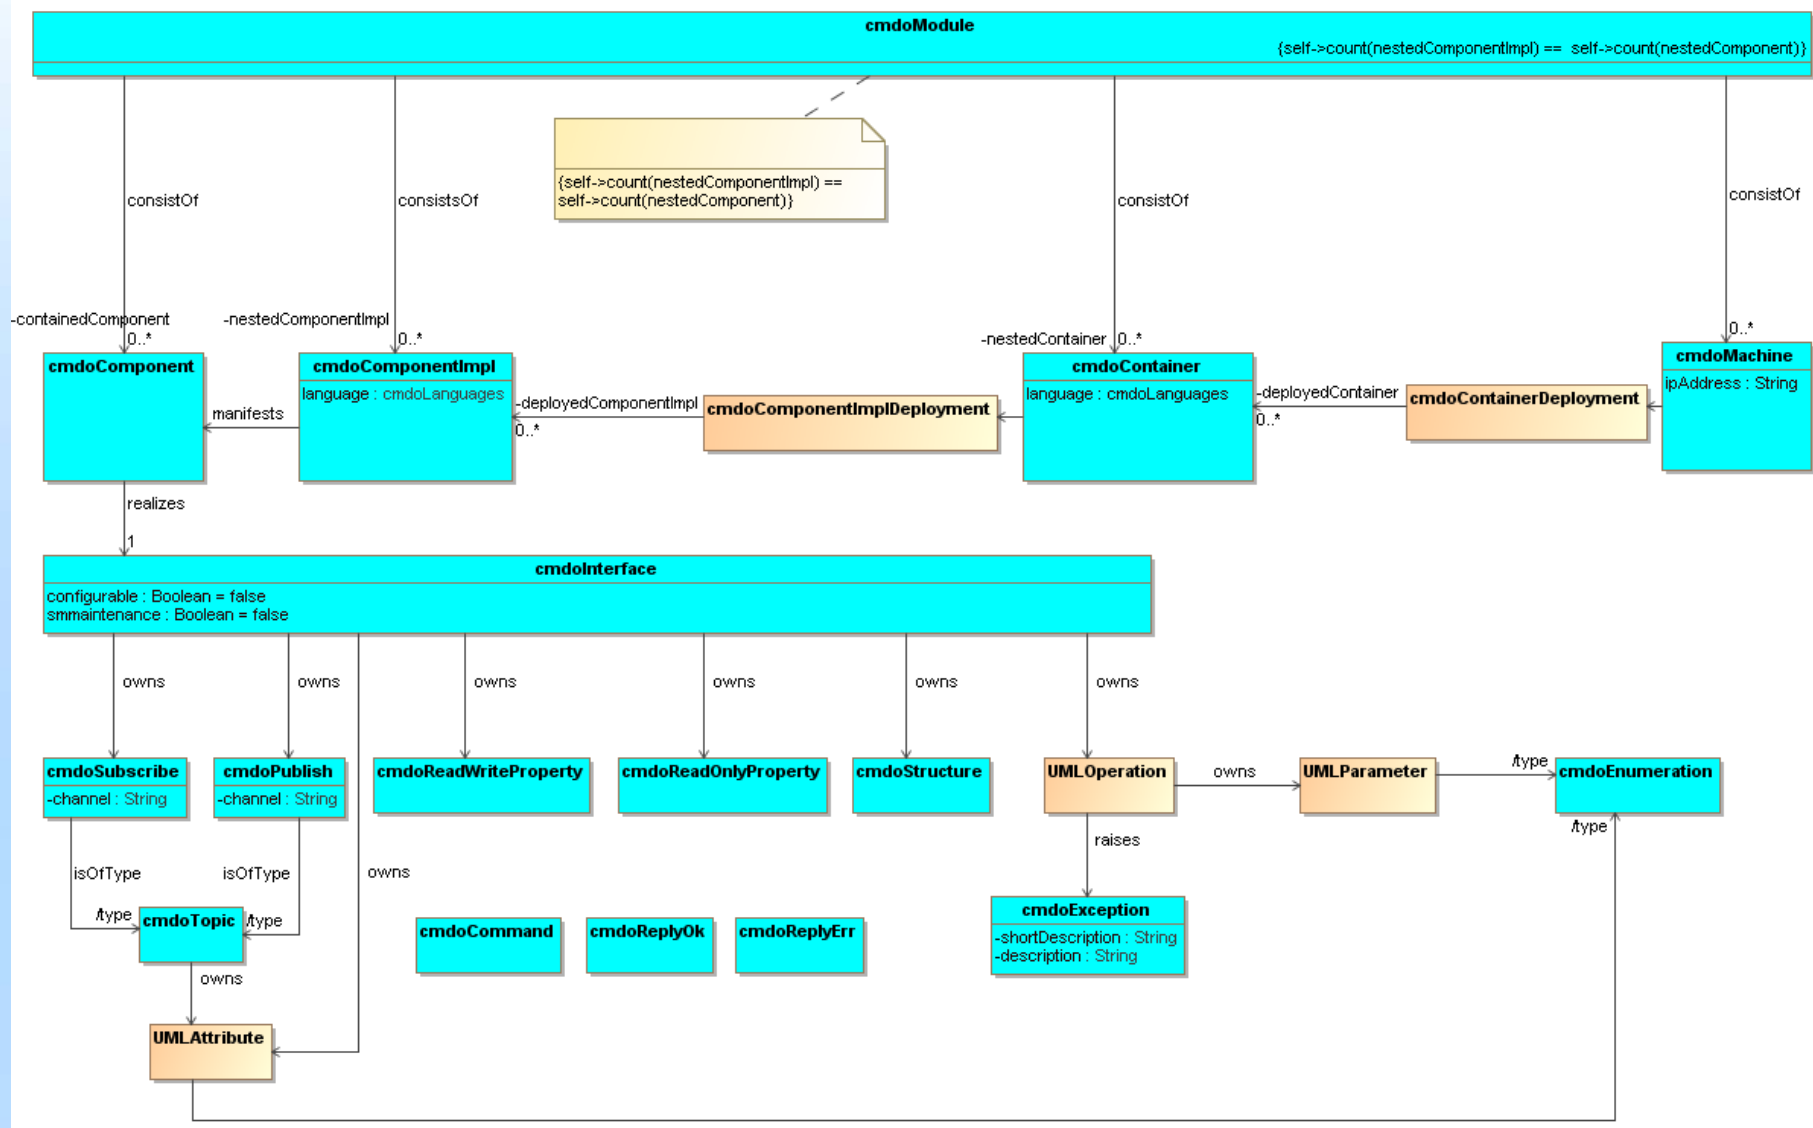 cmdoModule
{self->count(nestedComponentImpl) == self->count(nestedComponent)}
{self->count(nestedComponentImpl) ==
self->count(nestedComponent)}
consistOf
consistsOf
consistOf
consistOf
-containedComponent
0..*
-nestedComponentImpl
0..*
-nestedContainer
0..*
0..*
cmdoComponent
cmdoComponentImpl
language : cmdoLanguages
cmdoContainer
language : cmdoLanguages
cmdoMachine
ipAddress : String
manifests
-deployedComponentImpl
0..*
cmdoComponentImplDeployment
-deployedContainer
0..*
cmdoContainerDeployment
realizes
1
cmdoInterface
configurable : Boolean = false
smmaintenance : Boolean = false
owns
owns
owns
owns
owns
owns
cmdoSubscribe
-channel : String
cmdoPublish
-channel : String
cmdoReadWriteProperty
cmdoReadOnlyProperty
cmdoStructure
UMLOperation
owns
UMLParameter
/type
cmdoEnumeration
/type
raises
isOfType
isOfType
owns
/type
cmdoTopic
/type
cmdoCommand
cmdoReplyOk
cmdoReplyErr
cmdoException
-shortDescription : String
-description : String
owns
UMLAttribute